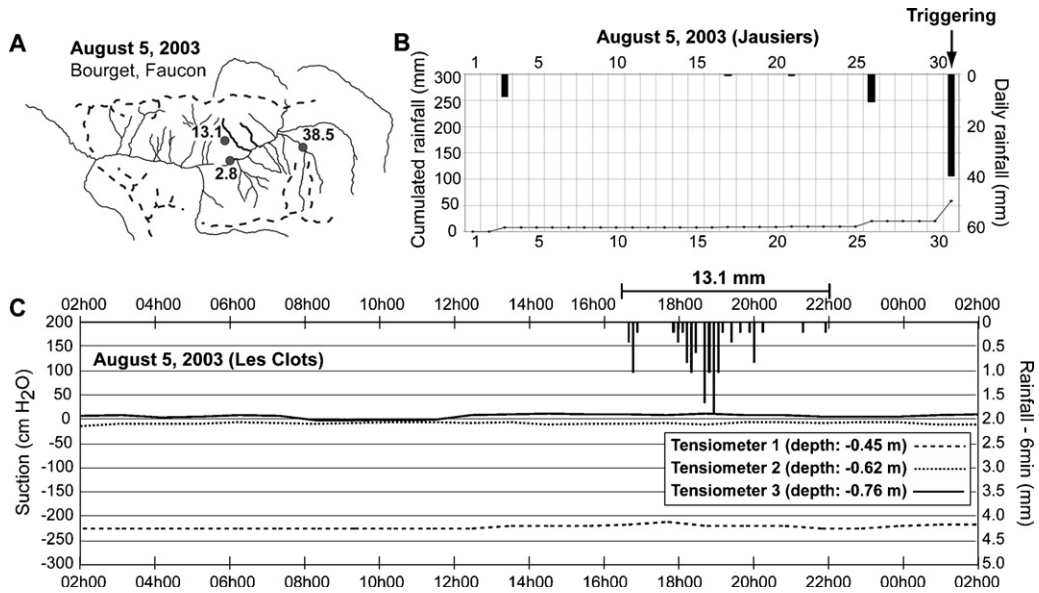 A
August 5, 2003
Bourget, Faucon
13.1
38.5
2.8
B
August 5, 2003 (Jausiers)
Triggering
1 5 10 15 20 25 30
Cumulated rainfall (mm)
300
250
200
150
100
50
0
Daily rainfall (mm)
0
20
40
60
1 5 10 15 20 25 30
C
13.1 mm
02h00 04h00 06h00 08h00 10h00 12h00 14h00 16h00 18h00 20h00 22h00 00h00 02h00
Suction (cm H2O)
200
150
100
50
0
-50
-100
-150
-200
-250
-300
August 5, 2003 (Les Clots)
Tensiometer 1 (depth: -0.45 m)
Tensiometer 2 (depth: -0.62 m)
Tensiometer 3 (depth: -0.76 m)
Rainfall - 6min (mm)
0
0.5
1.0
1.5
2.0
2.5
3.0
3.5
4.0
4.5
5.0
02h00 04h00 06h00 08h00 10h00 12h00 14h00 16h00 18h00 20h00 22h00 00h00 02h00